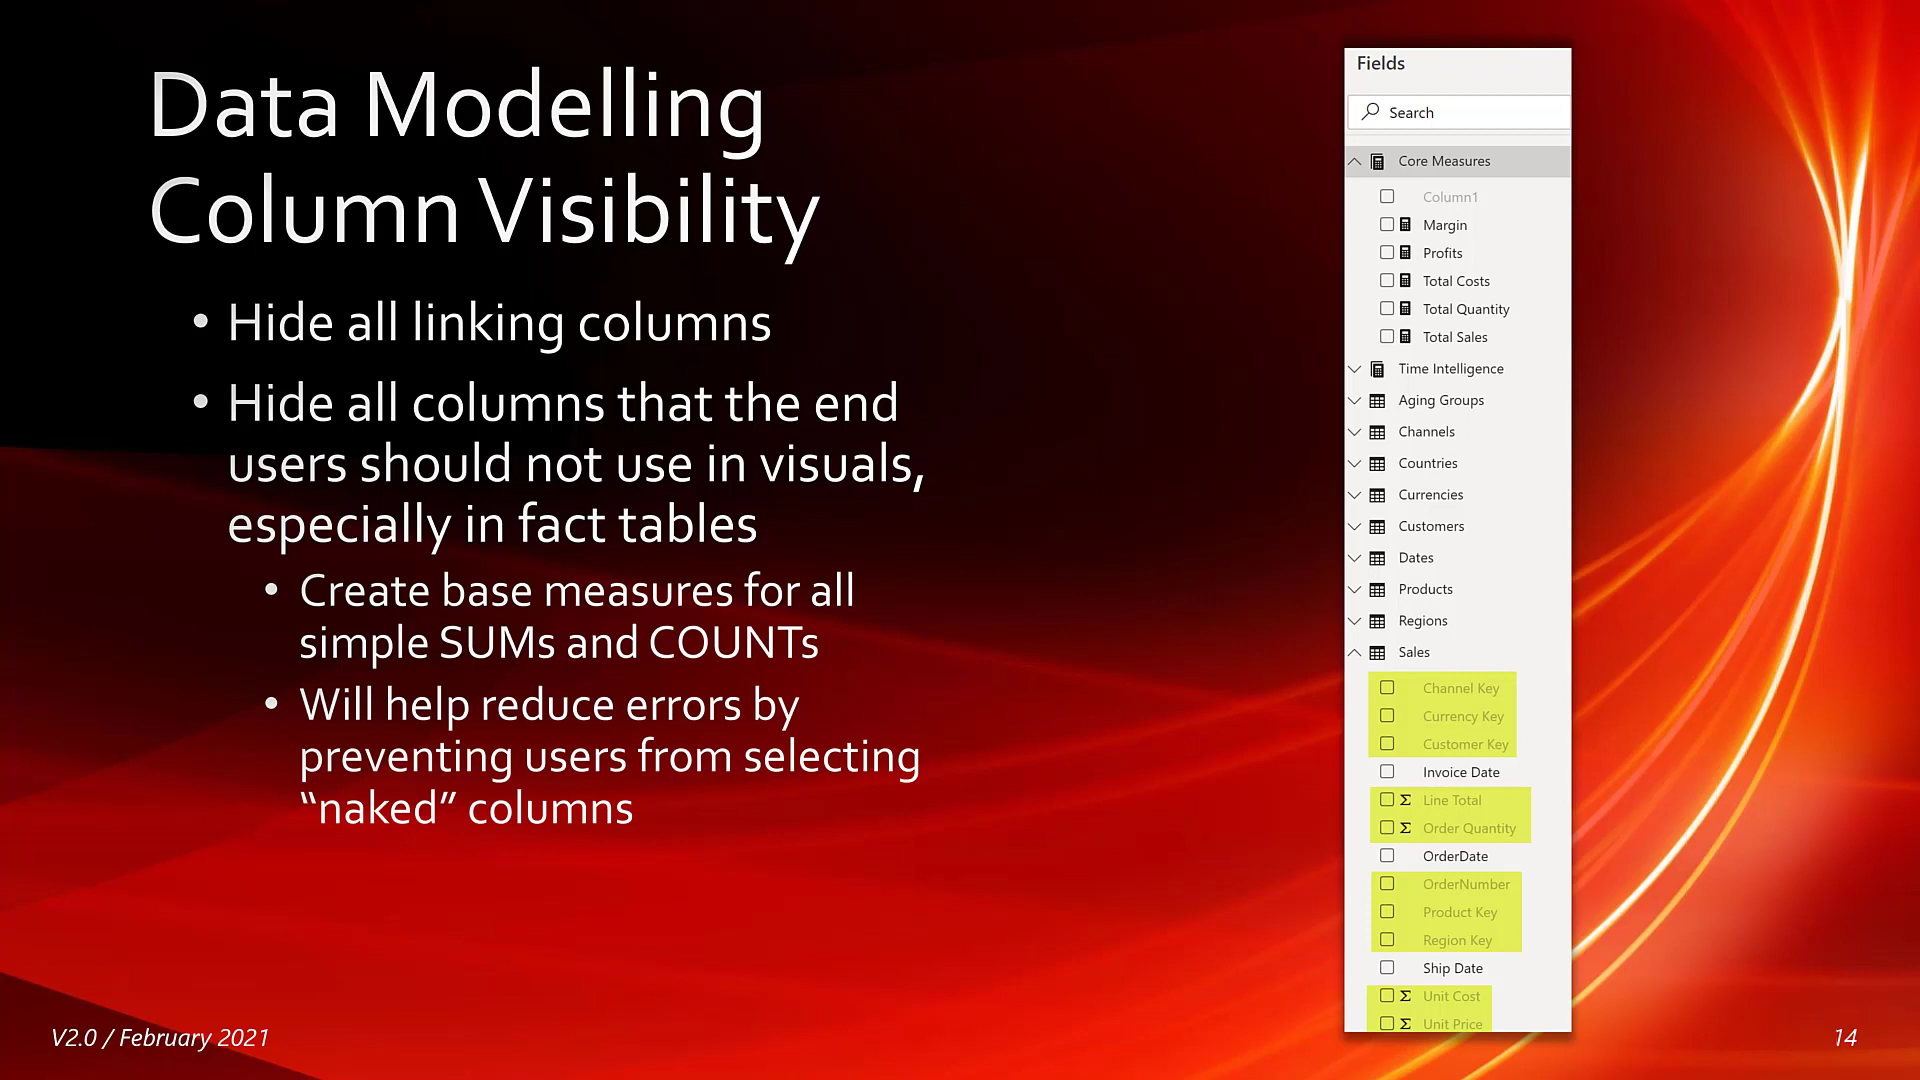 Data Modelling
Column Visibility
• Hide all linking columns
• Hide all columns that the end
users should not use in visuals,
especially in fact tables
• Create base measures for all
simple SUMs and COUNTs
• Will help reduce errors by
preventing users from selecting
“naked” columns
Fields
Search
Core Measures
Column1
Margin
Profits
Total Costs
Total Quantity
Total Sales
Time Intelligence
Aging Groups
Channels
Countries
Currencies
Customers
Dates
Products
Regions
Sales
Channel Key
Currency Key
Customer Key
Invoice Date
Σ Line Total
Σ Order Quantity
OrderDate
OrderNumber
Product Key
Region Key
Ship Date
Σ Unit Cost
Σ Unit Price
V2.0 / February 2021
14